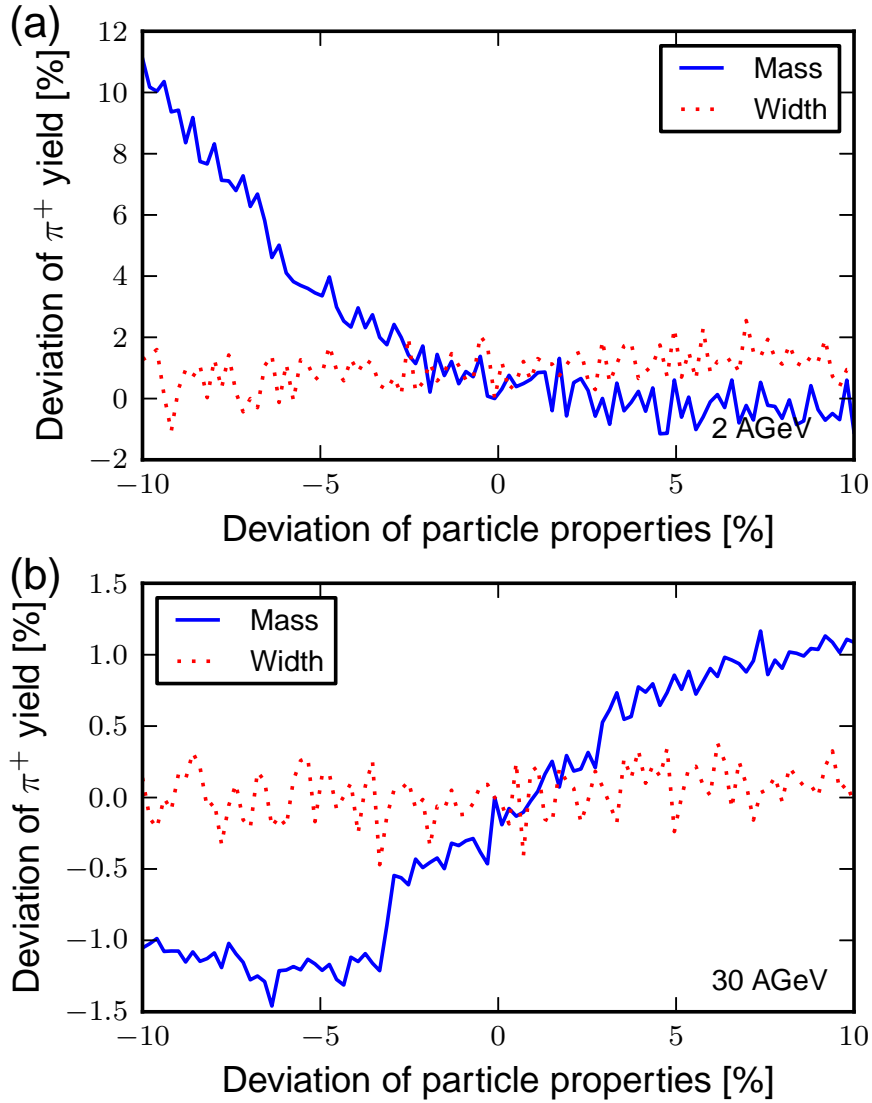 (a)
Deviation of π⁺ yield [%]
12
10
8
6
4
2
0
−2
Mass
Width
2 AGeV
−10 −5 0 5 10
Deviation of particle properties [%]
(b)
Deviation of π⁺ yield [%]
1.5
1.0
0.5
0.0
−0.5
−1.0
−1.5
Mass
Width
30 AGeV
−10 −5 0 5 10
Deviation of particle properties [%]